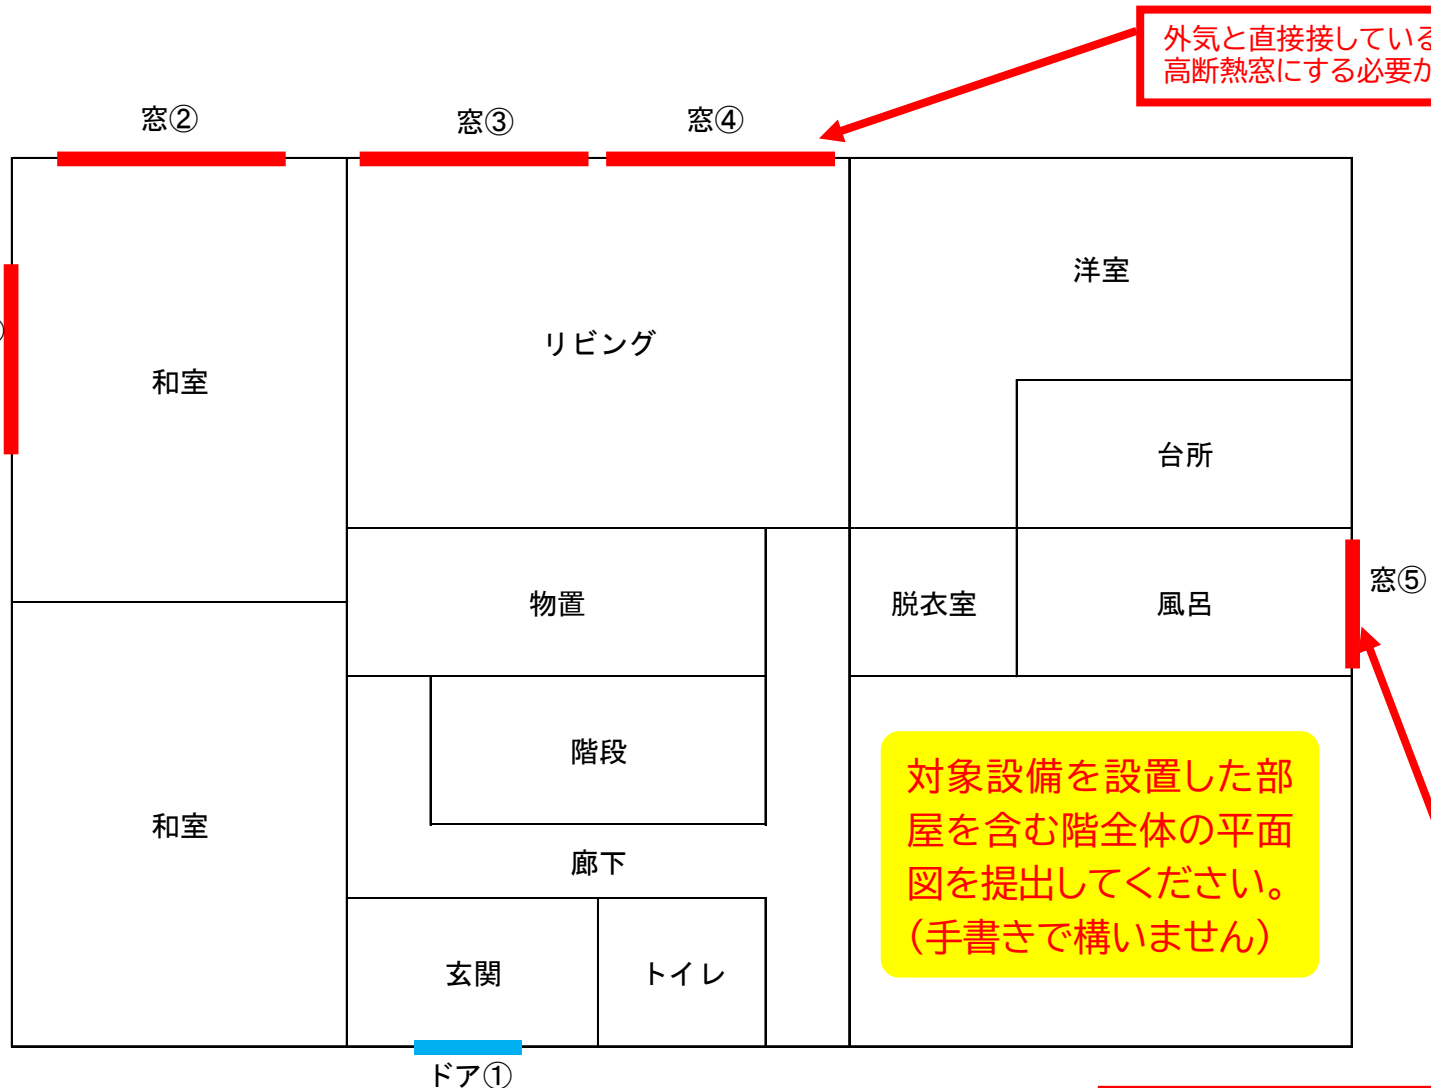 外気と直接接している
高断熱窓にする必要が
窓②
窓③
窓④
洋室
リビング
和室
台所
窓⑤
物置
脱衣室
風呂
階段
対象設備を設置した部
屋を含む階全体の平面
図を提出してください。
(手書きで構いません)
和室
廊下
玄関
トイレ
ドア①